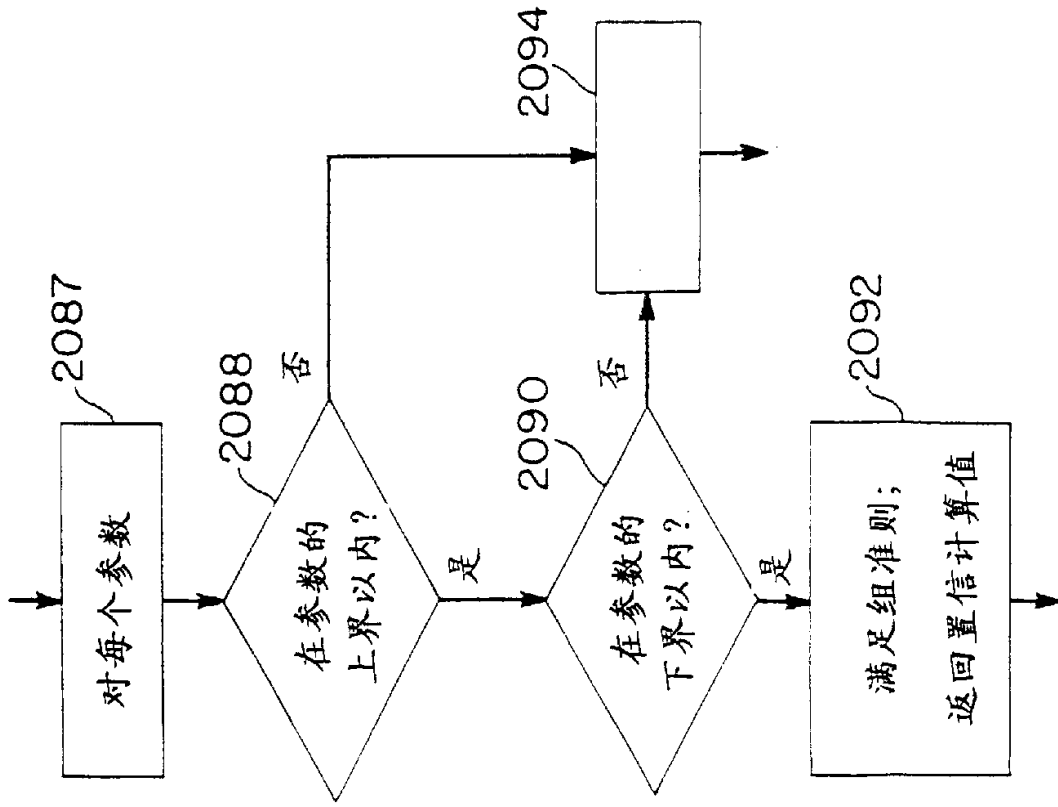 2087
对每个参数
2088
在参数的
上界以内?
否
是
2094
2090
在参数的
下界以内?
否
是
2092
满足组准则;
返回置信计算值